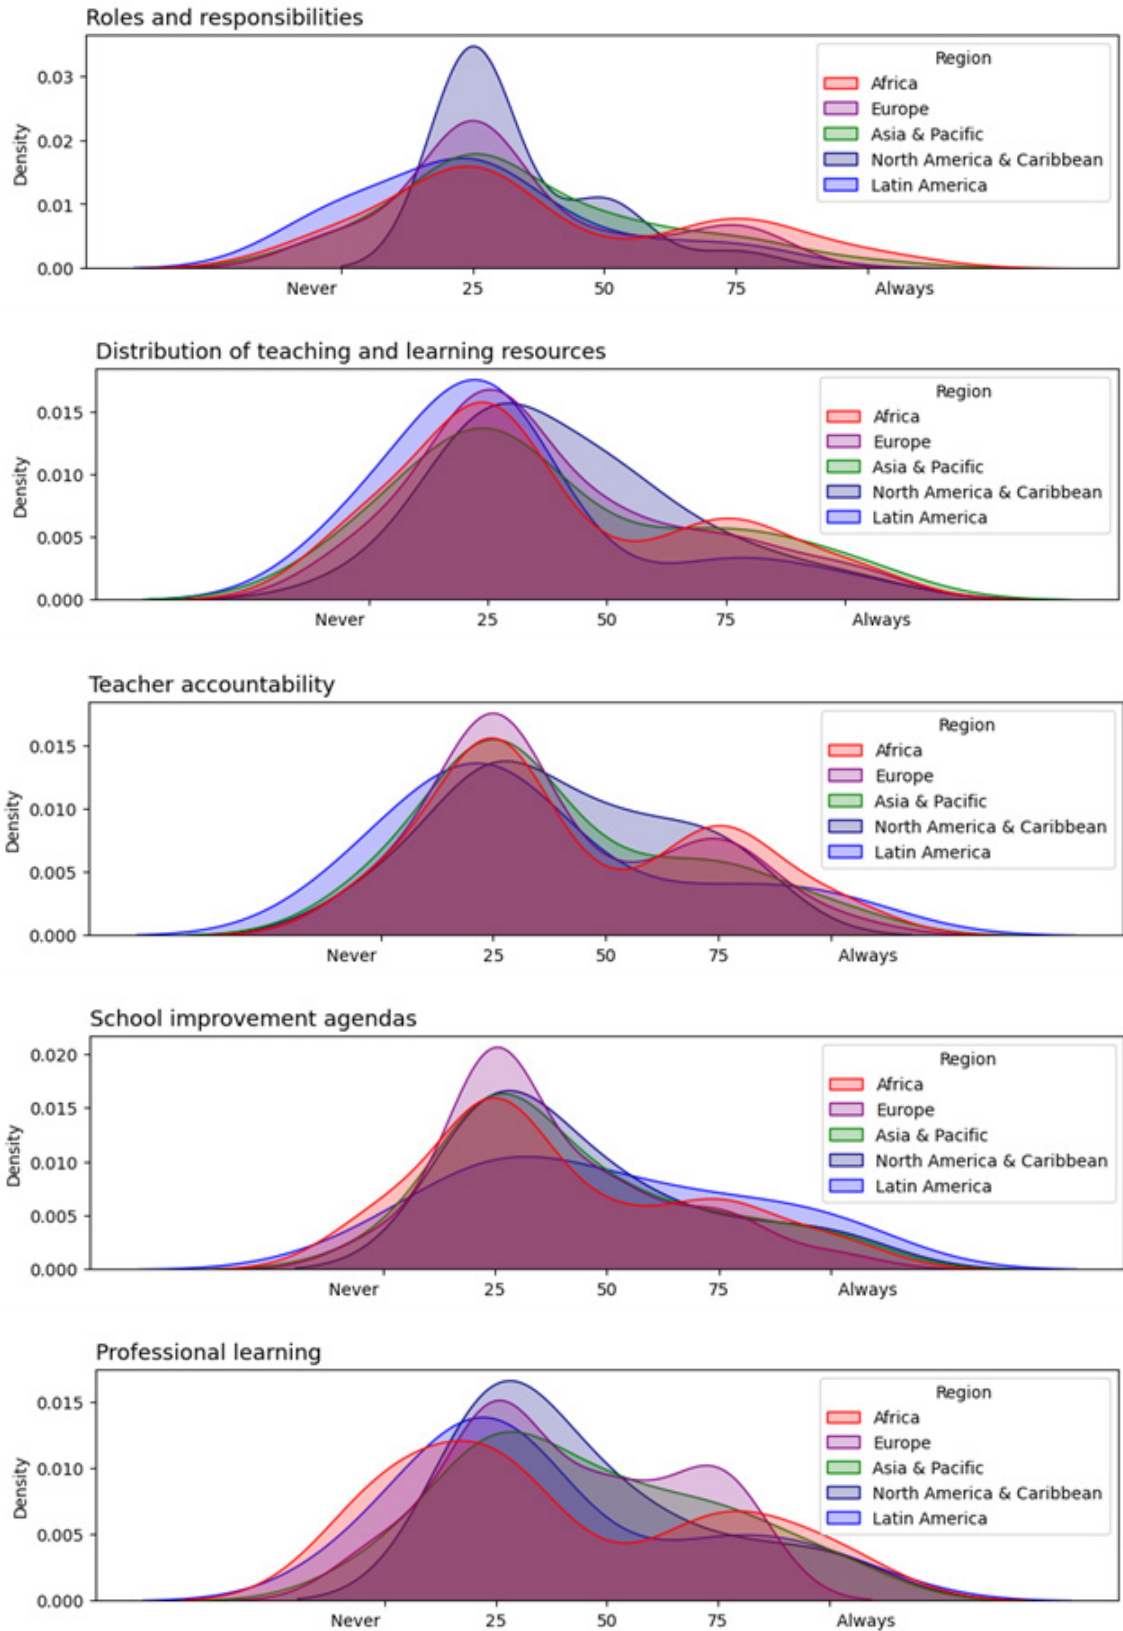 Roles and responsibilities
Density
0.03
0.02
0.01
0.00
Region
Africa
Europe
Asia & Pacific
North America & Caribbean
Latin America
Never 25 50 75 Always
Distribution of teaching and learning resources
Density
0.015
0.010
0.005
0.000
Region
Africa
Europe
Asia & Pacific
North America & Caribbean
Latin America
Never 25 50 75 Always
Teacher accountability
Density
0.015
0.010
0.005
0.000
Region
Africa
Europe
Asia & Pacific
North America & Caribbean
Latin America
Never 25 50 75 Always
School improvement agendas
Density
0.020
0.015
0.010
0.005
0.000
Region
Africa
Europe
Asia & Pacific
North America & Caribbean
Latin America
Never 25 50 75 Always
Professional learning
Density
0.015
0.010
0.005
0.000
Region
Africa
Europe
Asia & Pacific
North America & Caribbean
Latin America
Never 25 50 75 Always